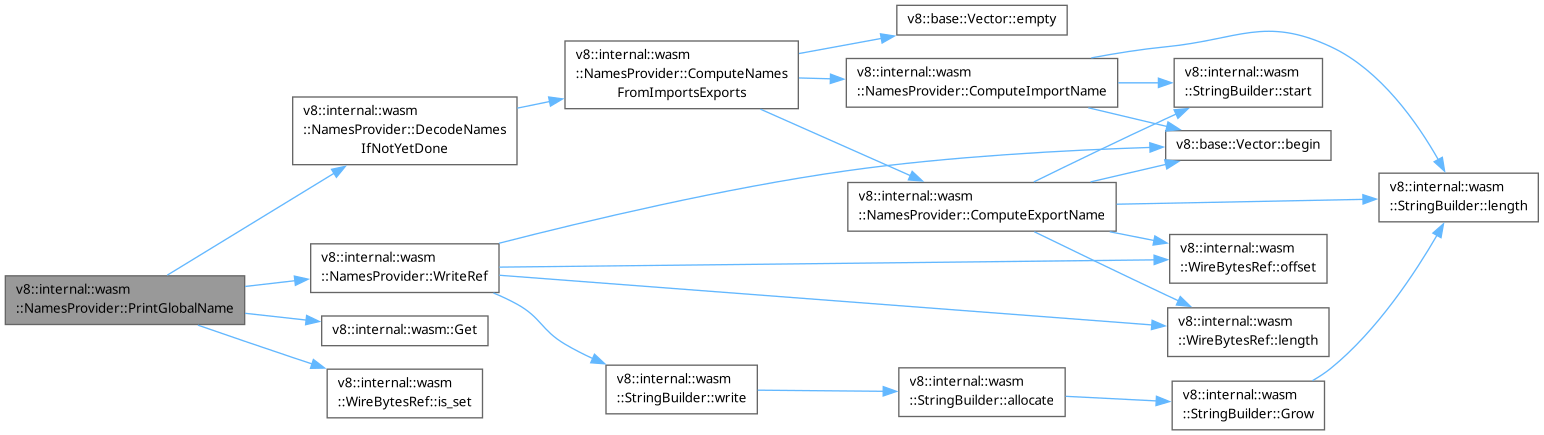 v8::internal::wasm
::NamesProvider::PrintGlobalName
v8::internal::wasm
::NamesProvider::DecodeNames
IfNotYetDone
v8::internal::wasm
::NamesProvider::WriteRef
v8::internal::wasm::Get
v8::internal::wasm
::WireBytesRef::is_set
v8::internal::wasm
::NamesProvider::ComputeNames
FromImportsExports
v8::internal::wasm
::StringBuilder::write
v8::base::Vector::empty
v8::internal::wasm
::NamesProvider::ComputeImportName
v8::internal::wasm
::NamesProvider::ComputeExportName
v8::internal::wasm
::StringBuilder::allocate
v8::internal::wasm
::StringBuilder::start
v8::base::Vector::begin
v8::internal::wasm
::WireBytesRef::offset
v8::internal::wasm
::WireBytesRef::length
v8::internal::wasm
::StringBuilder::Grow
v8::internal::wasm
::StringBuilder::length